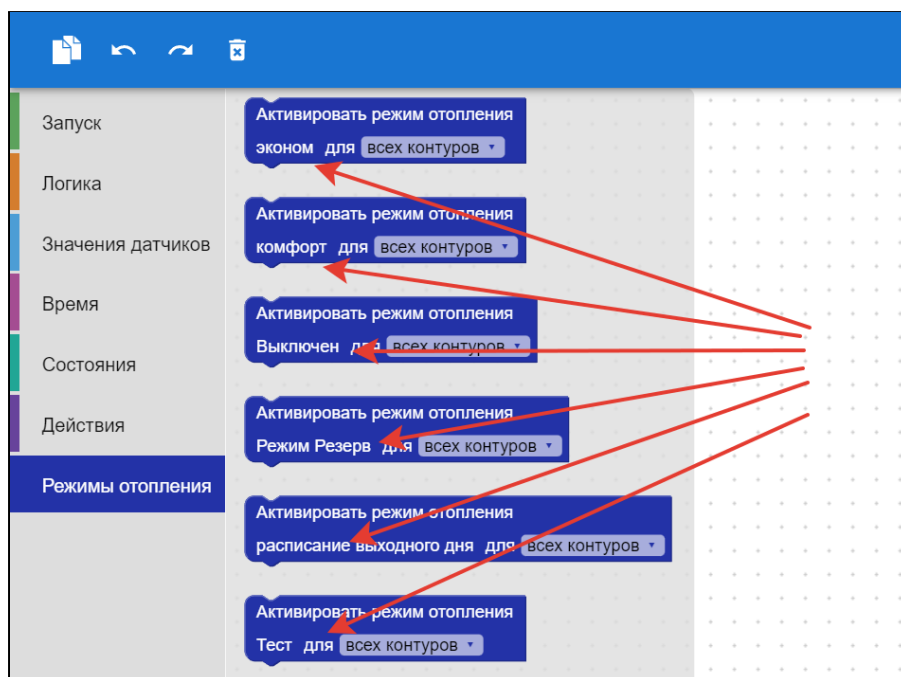 Запуск
Логика
Значения датчиков
Время
Состояния
Действия
Режимы отопления
Активировать режим отопления
эконом для всех контуров
Активировать режим отопления
комфорт для всех контуров
Активировать режим отопления
Выключен для всех контуров
Активировать режим отопления
Режим Резерв для всех контуров
Активировать режим отопления
расписание выходного дня для всех контуров
Активировать режим отопления
Тест для всех контуров